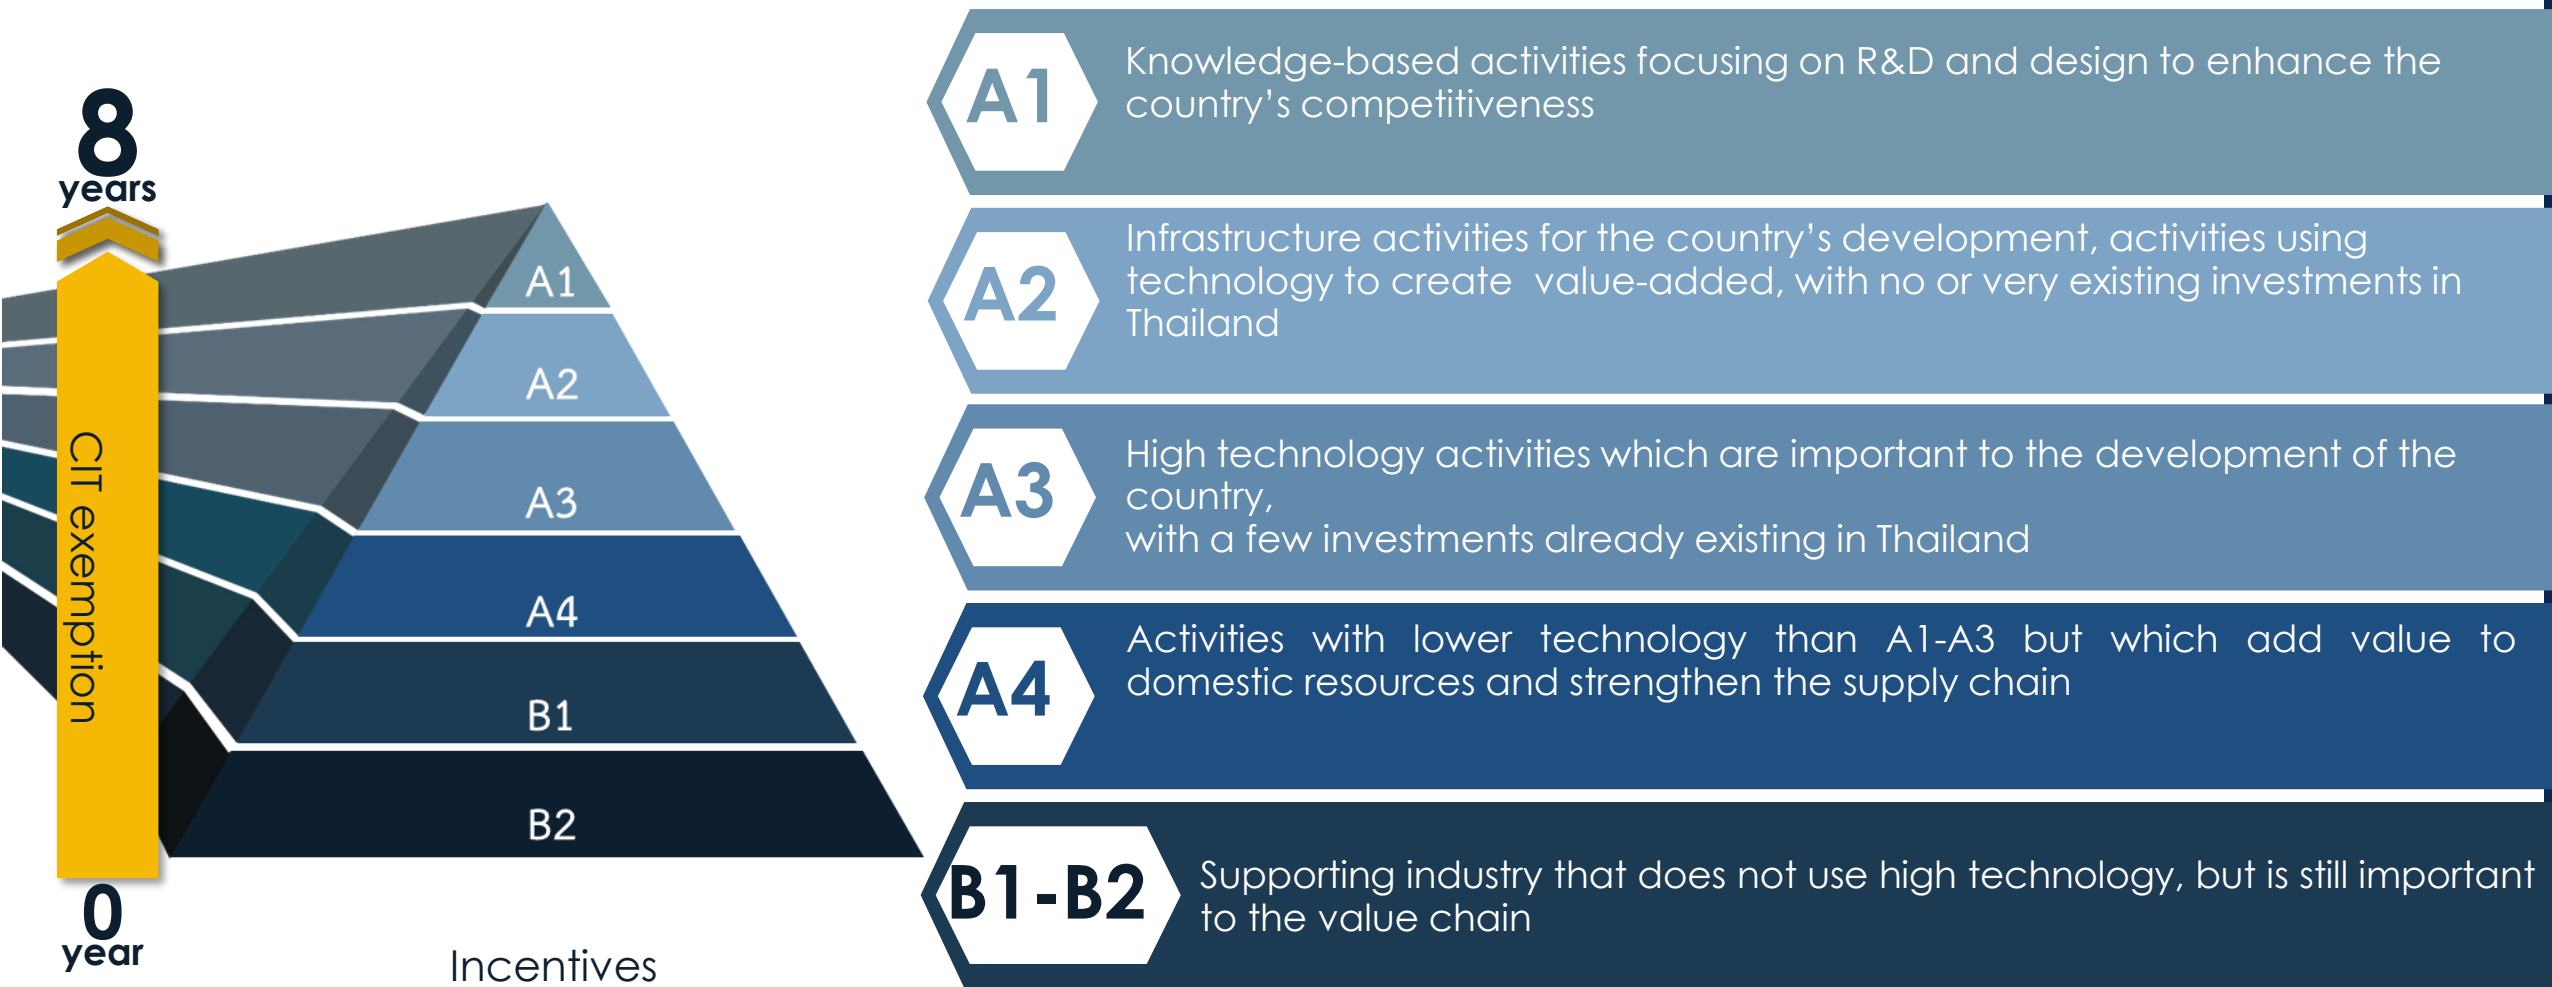 8
years
CIT exemption
0
year
A1
A2
A3
A4
B1
B2
Incentives
A1
Knowledge-based activities focusing on R&D and design to enhance the
country's competitiveness
A2
Infrastructure activities for the country's development, activities using
technology to create value-added, with no or very existing investments in
Thailand
A3
High technology activities which are important to the development of the
country,
with a few investments already existing in Thailand
A4
Activities with lower technology than A1-A3 but which add value to
domestic resources and strengthen the supply chain
B1-B2
Supporting industry that does not use high technology, but is still important
to the value chain